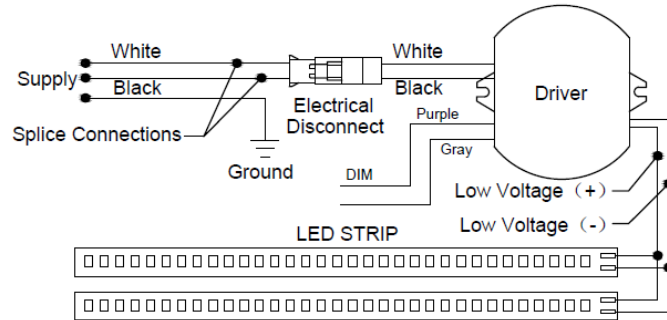 White
White
Supply
Black
Black
Driver
Electrical
Disconnect
Purple
Splice Connections
Gray
Ground
DIM
Low Voltage (+)
Low Voltage (-)
LED STRIP